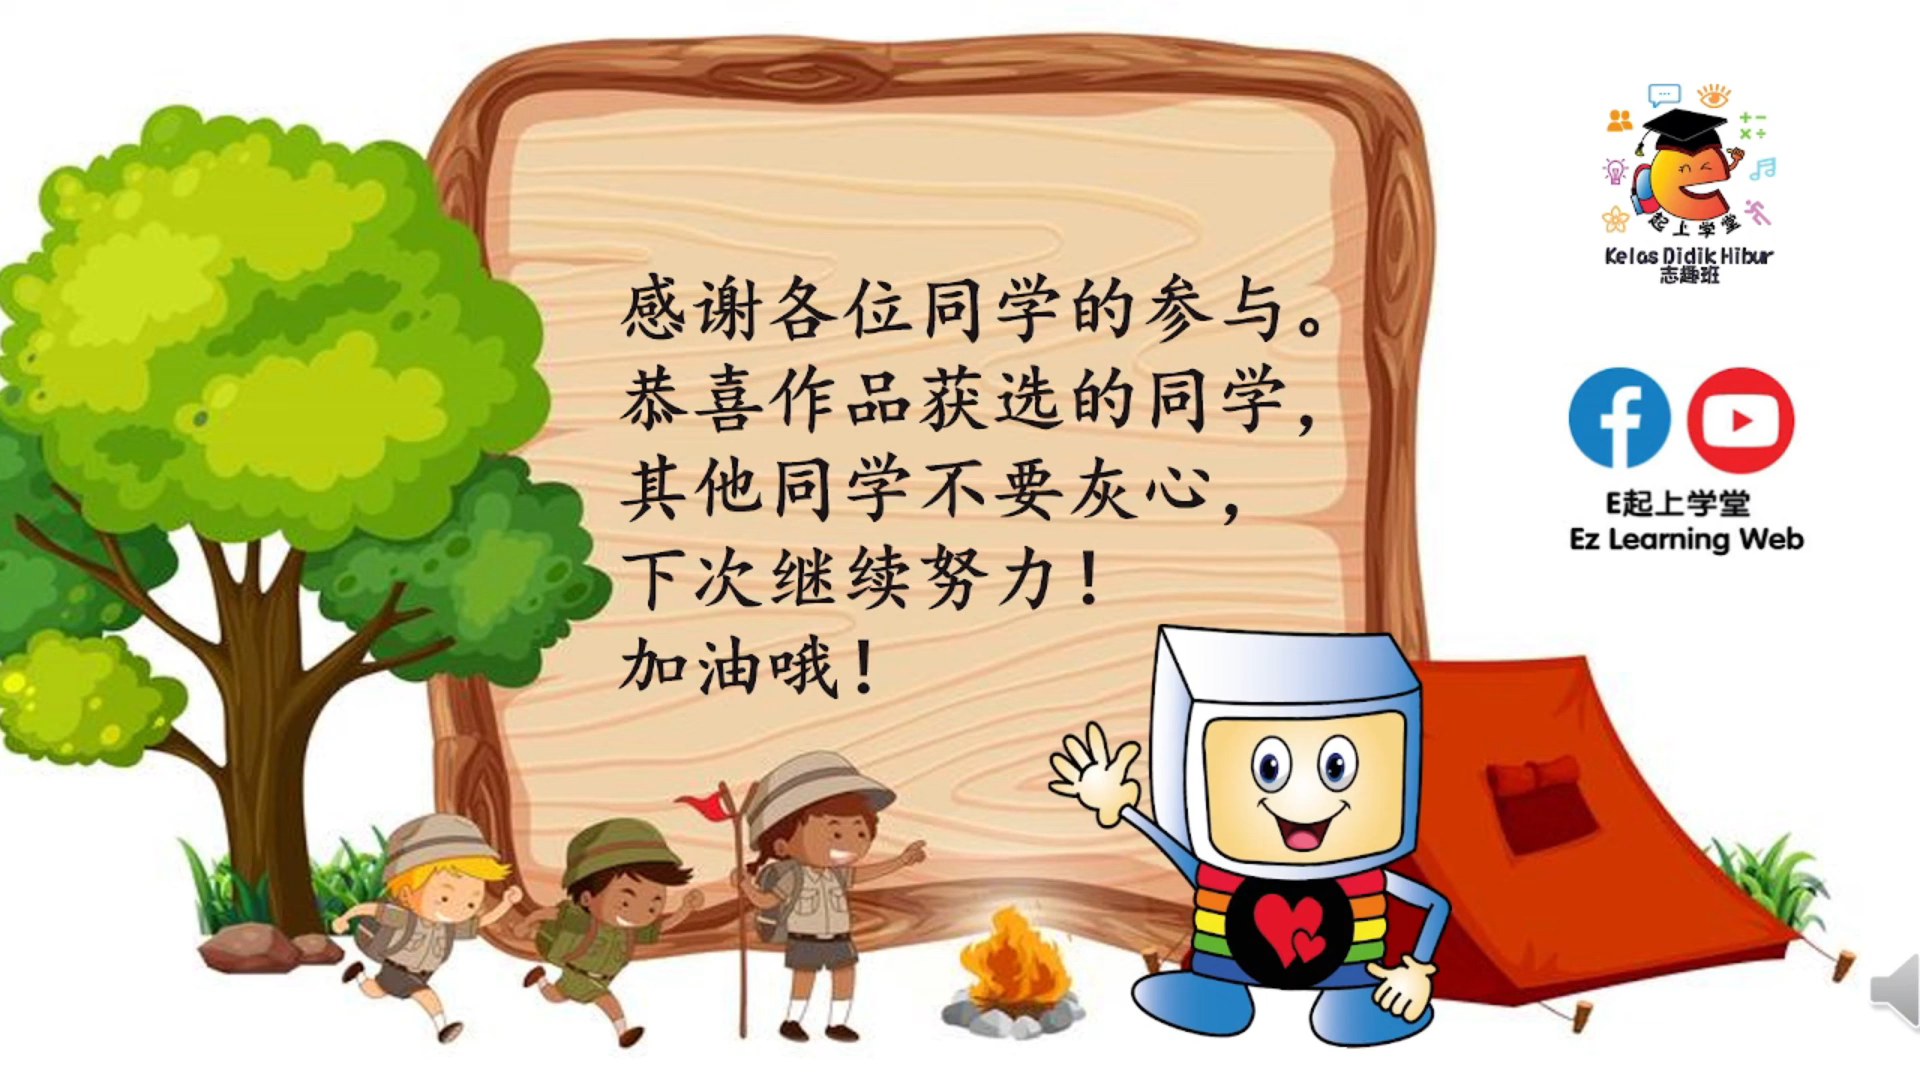 感谢各位同学的参与。
恭喜作品获选的同学，
其他同学不要灰心，
下次继续努力！
加油哦！
起上学堂
Kelas Didik Hibur
志趣班
E起上学堂
Ez Learning Web